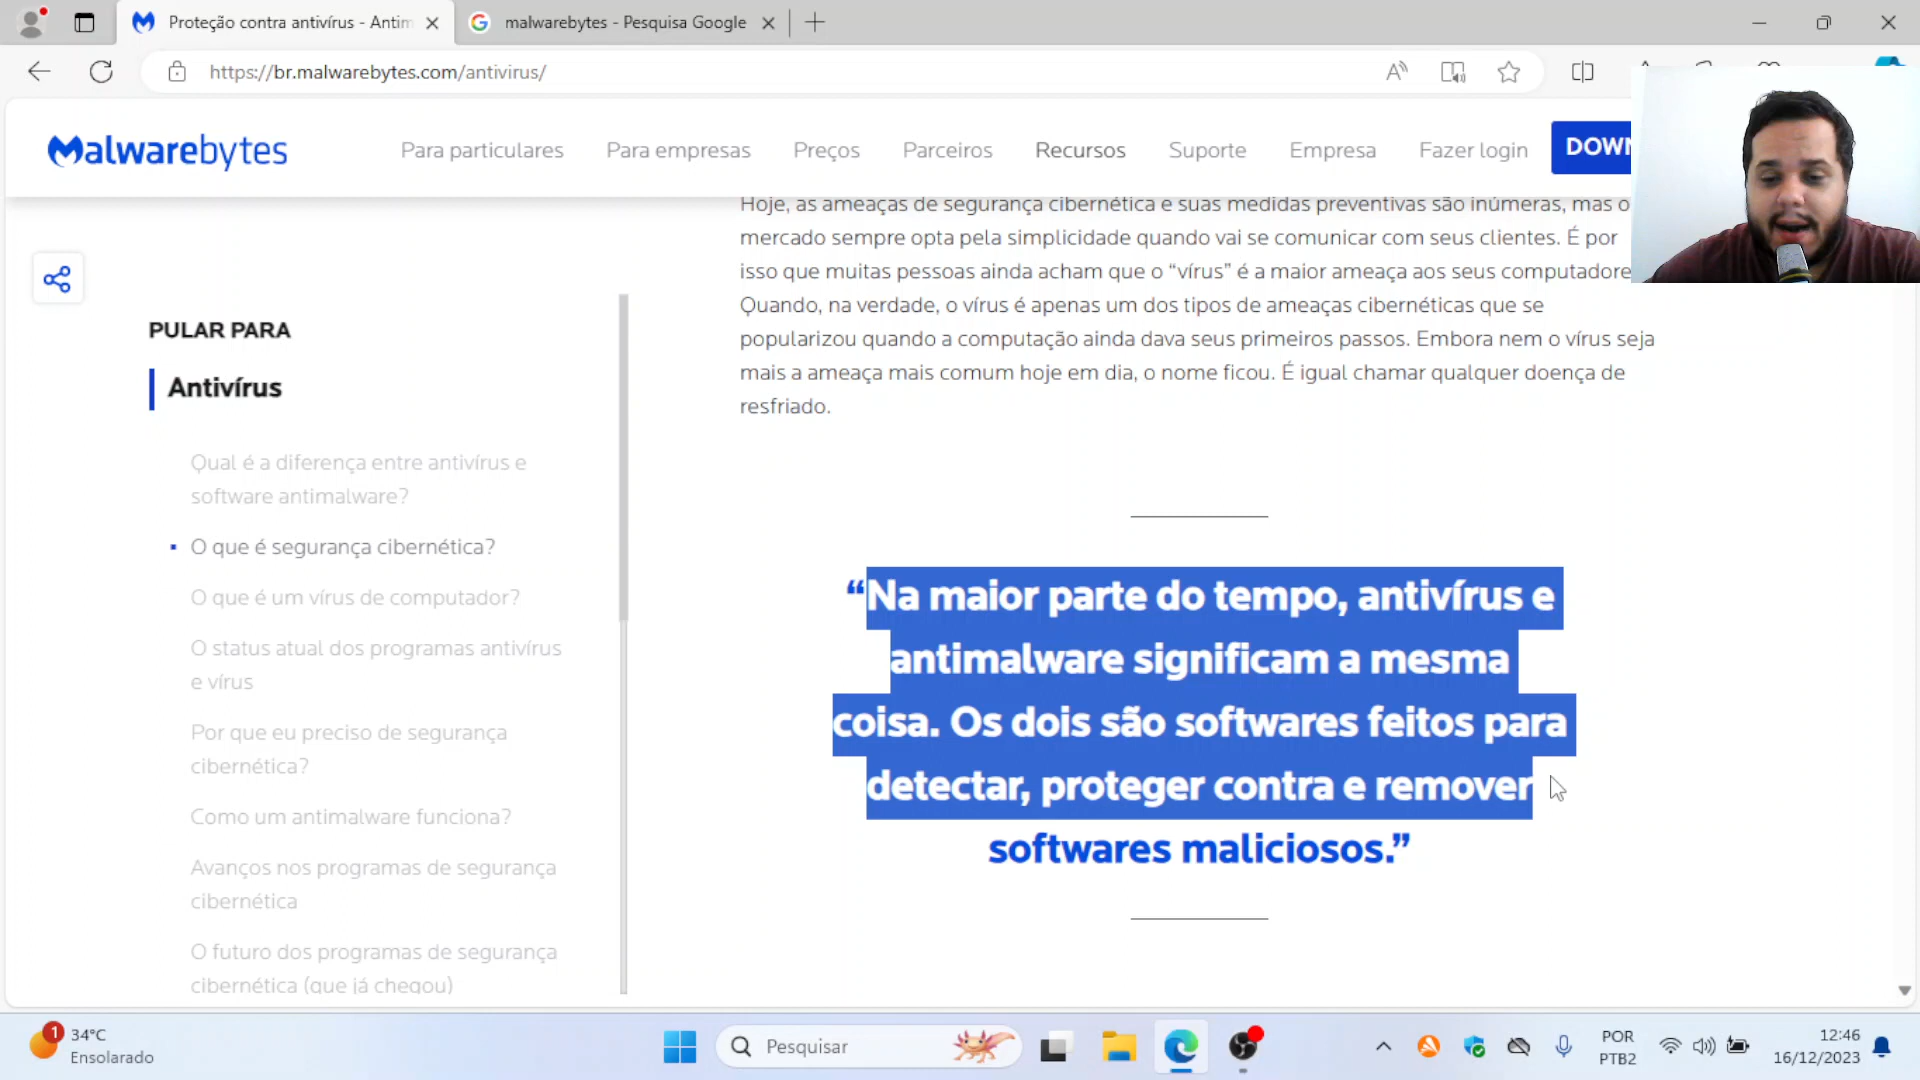 Proteção contra antivírus - Antim
malwarebytes - Pesquisa Google
https://br.malwarebytes.com/antivirus/
Malwarebytes
Para particulares
Para empresas
Preços
Parceiros
Recursos
Suporte
Empresa
Fazer login
DOWN
Hoje, as ameaças de segurança cibernética e suas medidas preventivas são inúmeras, mas o
mercado sempre opta pela simplicidade quando vai se comunicar com seus clientes. É por
isso que muitas pessoas ainda acham que o “vírus” é a maior ameaça aos seus computadore
Quando, na verdade, o vírus é apenas um dos tipos de ameaças cibernéticas que se
popularizou quando a computação ainda dava seus primeiros passos. Embora nem o vírus seja
mais a ameaça mais comum hoje em dia, o nome ficou. É igual chamar qualquer doença de
resfriado.
PULAR PARA
Antivírus
Qual é a diferença entre antivírus e
software antimalware?
O que é segurança cibernética?
O que é um vírus de computador?
O status atual dos programas antivírus
e vírus
Por que eu preciso de segurança
cibernética?
Como um antimalware funciona?
Avanços nos programas de segurança
cibernética
O futuro dos programas de segurança
cibernética (que já chegou)
“Na maior parte do tempo, antivírus e
antimalware significam a mesma
coisa. Os dois são softwares feitos para
detectar, proteger contra e remover
softwares maliciosos.”
1
34°C
Ensolarado
Pesquisar
POR
PTB2
12:46
16/12/2023